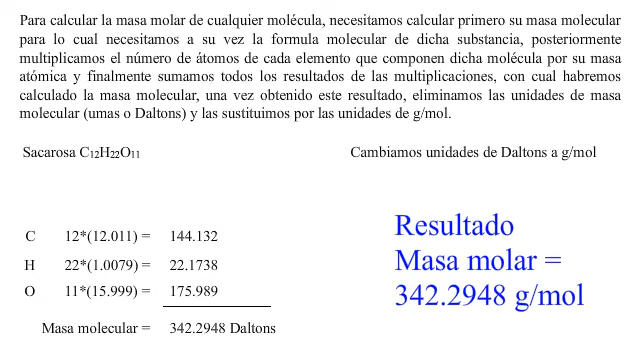 Para calcular la masa molar de cualquier molécula, necesitamos calcular primero su masa molecular
para lo cual necesitamos a su vez la formula molecular de dicha substancia, posteriormente
multiplicamos el número de átomos de cada elemento que componen dicha molécula por su masa
atómica y finalmente sumamos todos los resultados de las multiplicaciones, con cual habremos
calculado la masa molecular, una vez obtenido este resultado, eliminamos las unidades de masa
molecular (umas o Daltons) y las sustituimos por las unidades de g/mol.
Sacarosa C₁₂H₂₂O₁₁
Cambiamos unidades de Daltons a g/mol
C 12*(12.011) = 144.132
H 22*(1.0079) = 22.1738
O 11*(15.999) = 175.989
Masa molecular = 342.2948 Daltons
Resultado
Masa molar =
342.2948 g/mol